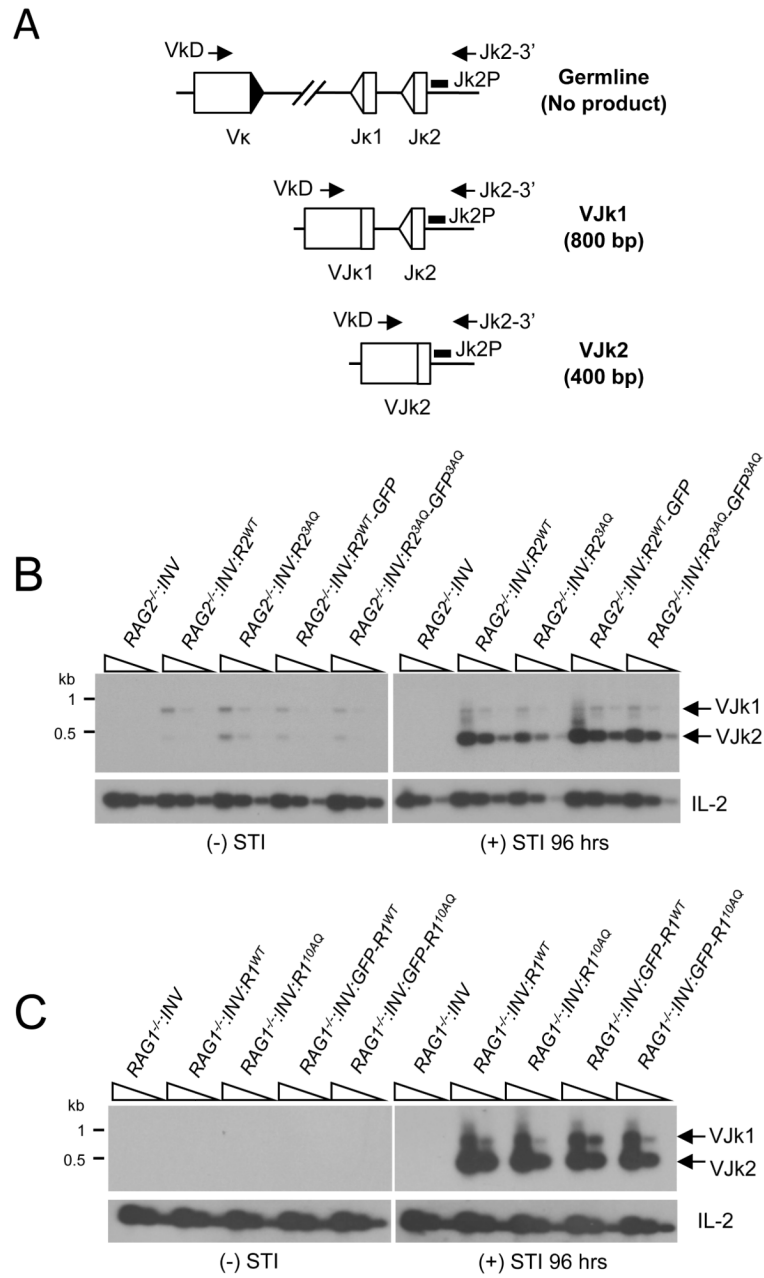 A
VkD
Jk2-3'
Jk2P
Germline
(No product)
Vκ
Jκ1
Jκ2
VkD
Jk2-3'
Jk2P
VJk1
(800 bp)
VJκ1
Jκ2
VkD
Jk2-3'
Jk2P
VJk2
(400 bp)
VJk2
B
RAG2-/-:INV
RAG2-/-:INV:R2WT
RAG2-/-:INV:R23AQ
RAG2-/-:INV:R2WT-GFP
RAG2-/-:INV:R23AQ-GFP3AQ
RAG2-/-:INV
RAG2-/-:INV:R2WT
RAG2-/-:INV:R23AQ
RAG2-/-:INV:R2WT-GFP
RAG2-/-:INV:R23AQ-GFP3AQ
kb
1
0.5
VJk1
VJk2
IL-2
(-) STI
(+) STI 96 hrs
C
RAG1-/-:INV
RAG1-/-:INV:R1WT
RAG1-/-:INV:R110AQ
RAG1-/-:INV:GFP-R1WT
RAG1-/-:INV:GFP-R110AQ
RAG1-/-:INV
RAG1-/-:INV:R1WT
RAG1-/-:INV:R110AQ
RAG1-/-:INV:GFP-R1WT
RAG1-/-:INV:GFP-R110AQ
kb
1
0.5
VJk1
VJk2
IL-2
(-) STI
(+) STI 96 hrs